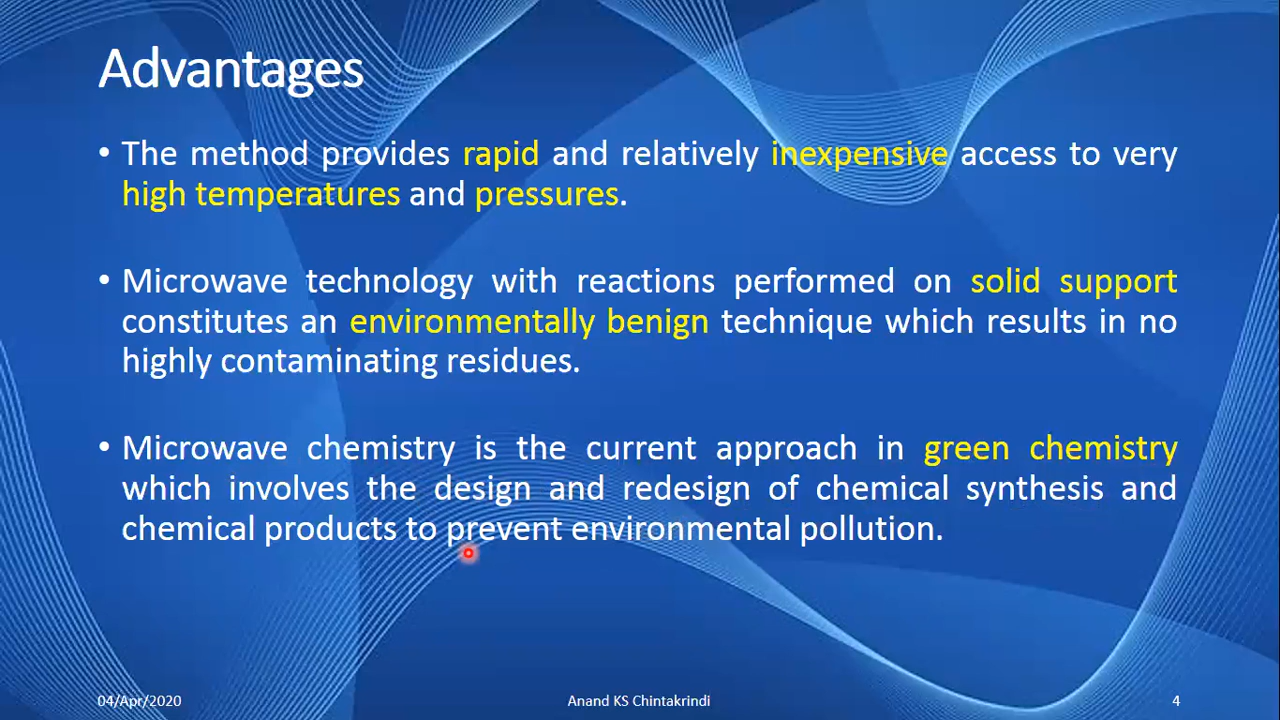 Advantages
• The method provides rapid and relatively inexpensive access to very
high temperatures and pressures.
• Microwave technology with reactions performed on solid support
constitutes an environmentally benign technique which results in no
highly contaminating residues.
• Microwave chemistry is the current approach in green chemistry
which involves the design and redesign of chemical synthesis and
chemical products to prevent environmental pollution.
04/Apr/2020 Anand KS Chintakrindi 4